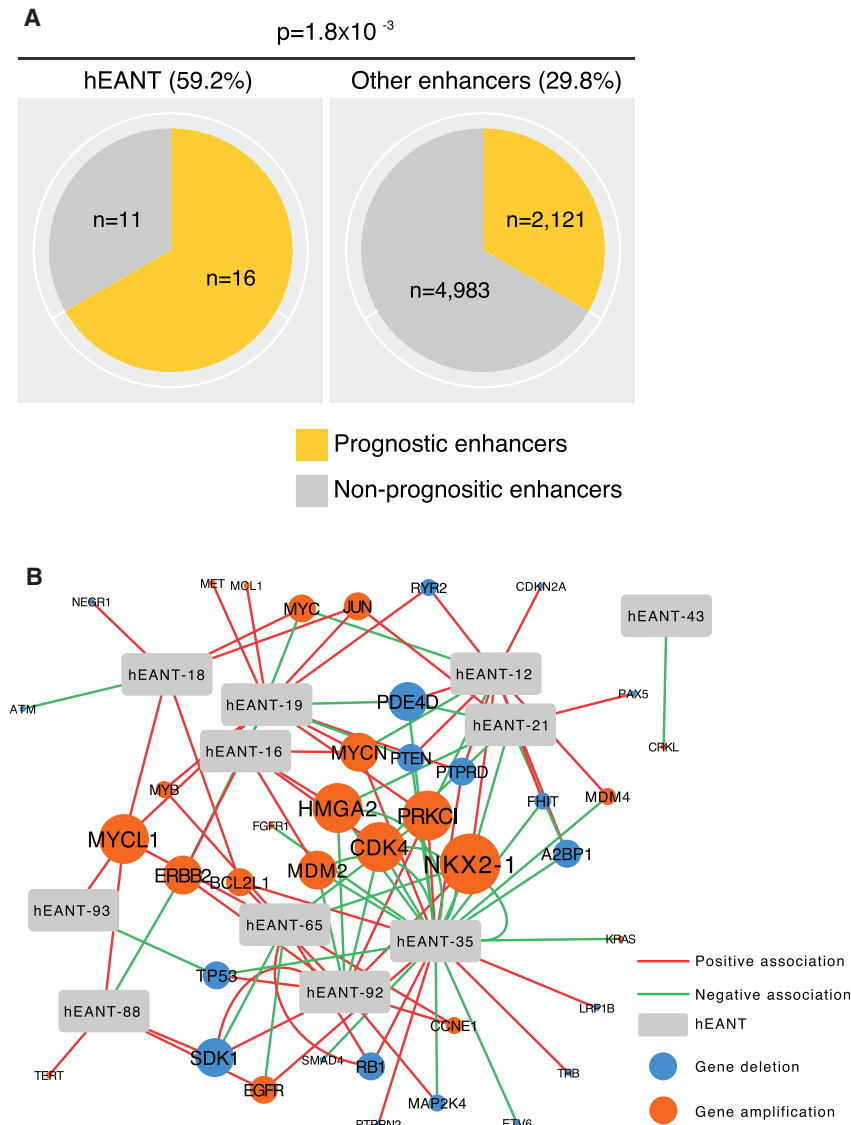 A
p=1.8x10 -3
hEANT (59.2%)
Other enhancers (29.8%)
n=11
n=16
n=2,121
n=4,983
Prognostic enhancers
Non-prognositic enhancers
B
NEGR1
MET
MCL1
MYC
JUN
RYR2
CDKN2A
hEANT-43
hEANT-18
hEANT-12
ATM
hEANT-19
PDE4D
PAX5
hEANT-21
hEANT-16
MYCN
PTEN
PTPRD
CRKL
MYB
HMGA2
PRKCI
FHIT
MDM4
FGFR1
MYCL1
CDK4
NKX2-1
A2BP1
ERBB2
BCL2L1
MDM2
hEANT-93
hEANT-65
hEANT-35
KRAS
TP53
hEANT-92
hEANT-88
CCNE1
LRP1B
SDK1
SMAD4
RB1
TERT
EGFR
MAP2K4
PTPRN2
ETV6
Positive association
Negative association
hEANT
Gene deletion
Gene amplification